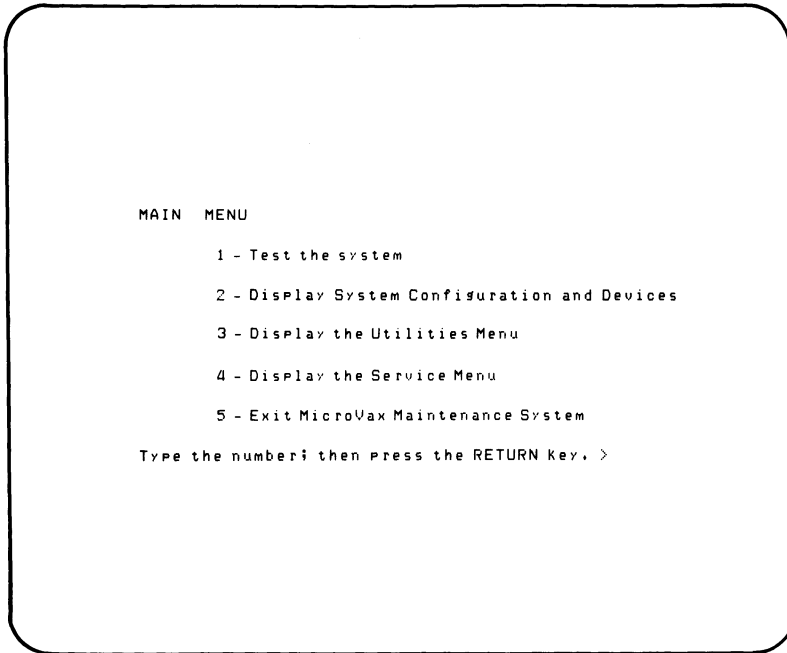 MAIN MENU
1 - Test the system
2 - Display System Configuration and Devices
3 - Display the Utilities Menu
4 - Display the Service Menu
5 - Exit MicroVax Maintenance System
Type the number; then press the RETURN key. >